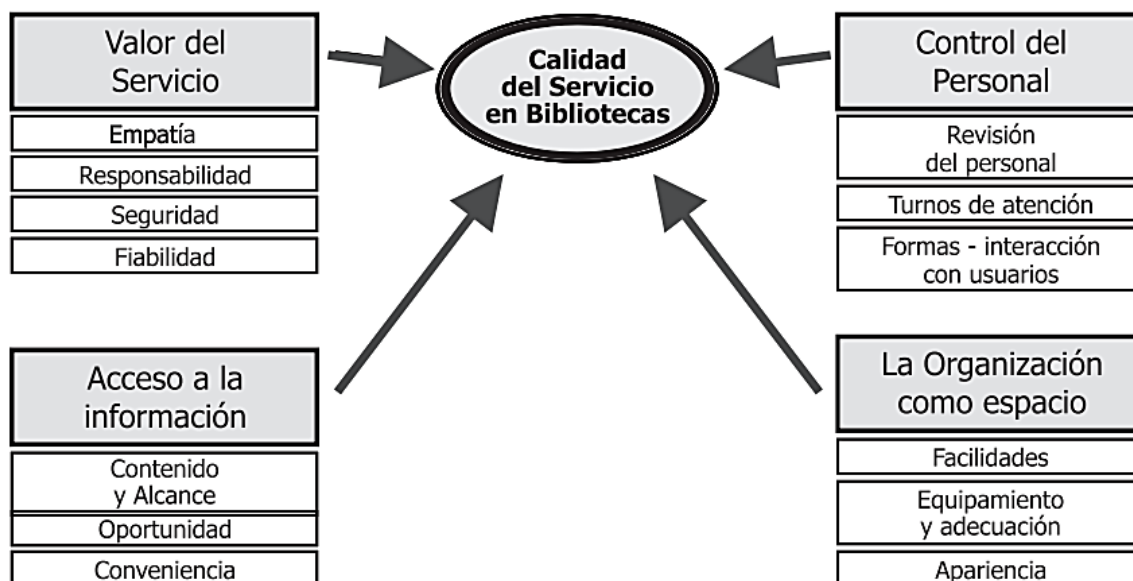 Valor del
Servicio
Empatía
Responsabilidad
Seguridad
Fiabilidad
Calidad
del Servicio
en Bibliotecas
Control del
Personal
Revisión
del personal
Turnos de atención
Formas - interacción
con usuarios
Acceso a la
información
Contenido
y Alcance
Oportunidad
Conveniencia
La Organización
como espacio
Facilidades
Equipamiento
y adecuación
Apariencia